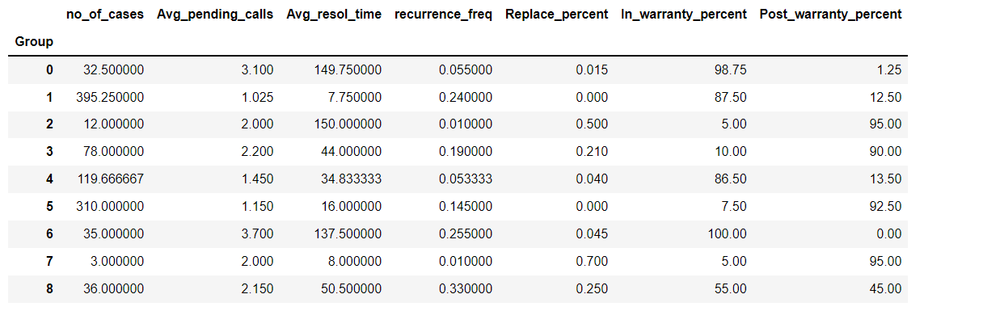 no_of_cases Avg_pending_calls Avg_resol_time recurrence_freq Replace_percent In_warranty_percent Post_warranty_percent
Group
0 32.500000 3.100 149.750000 0.055000 0.015 98.75 1.25
1 395.250000 1.025 7.750000 0.240000 0.000 87.50 12.50
2 12.000000 2.000 150.000000 0.010000 0.500 5.00 95.00
3 78.000000 2.200 44.000000 0.190000 0.210 10.00 90.00
4 119.666667 1.450 34.833333 0.053333 0.040 86.50 13.50
5 310.000000 1.150 16.000000 0.145000 0.000 7.50 92.50
6 35.000000 3.700 137.500000 0.255000 0.045 100.00 0.00
7 3.000000 2.000 8.000000 0.010000 0.700 5.00 95.00
8 36.000000 2.150 50.500000 0.330000 0.250 55.00 45.00